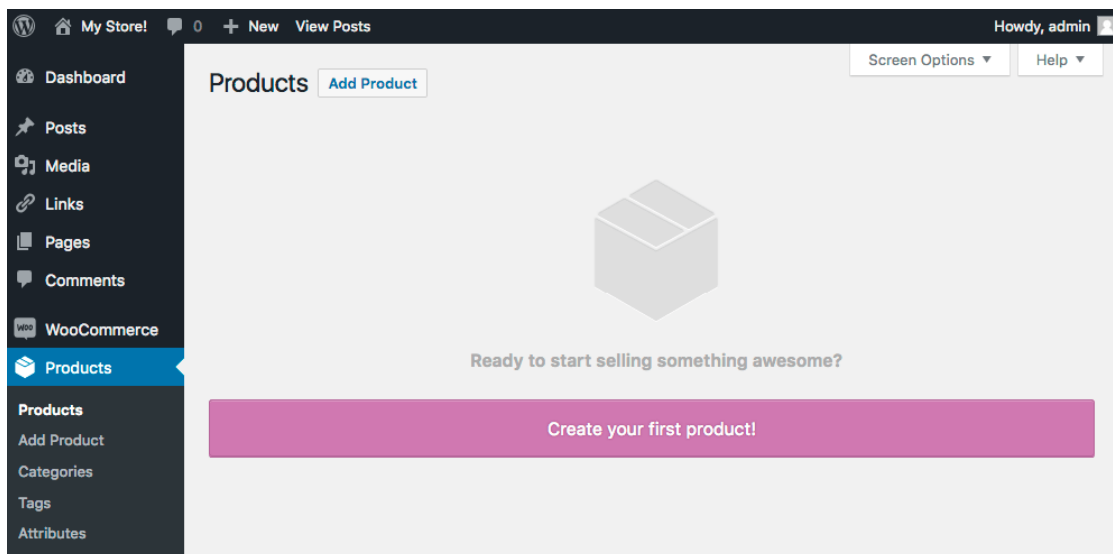 My Store! 0 + New View Posts Howdy, admin
Screen Options ▼ Help ▼
Products Add Product
Dashboard
Posts
Media
Links
Pages
Comments
Woo WooCommerce
Products
Products
Add Product
Categories
Tags
Attributes
Ready to start selling something awesome?
Create your first product!